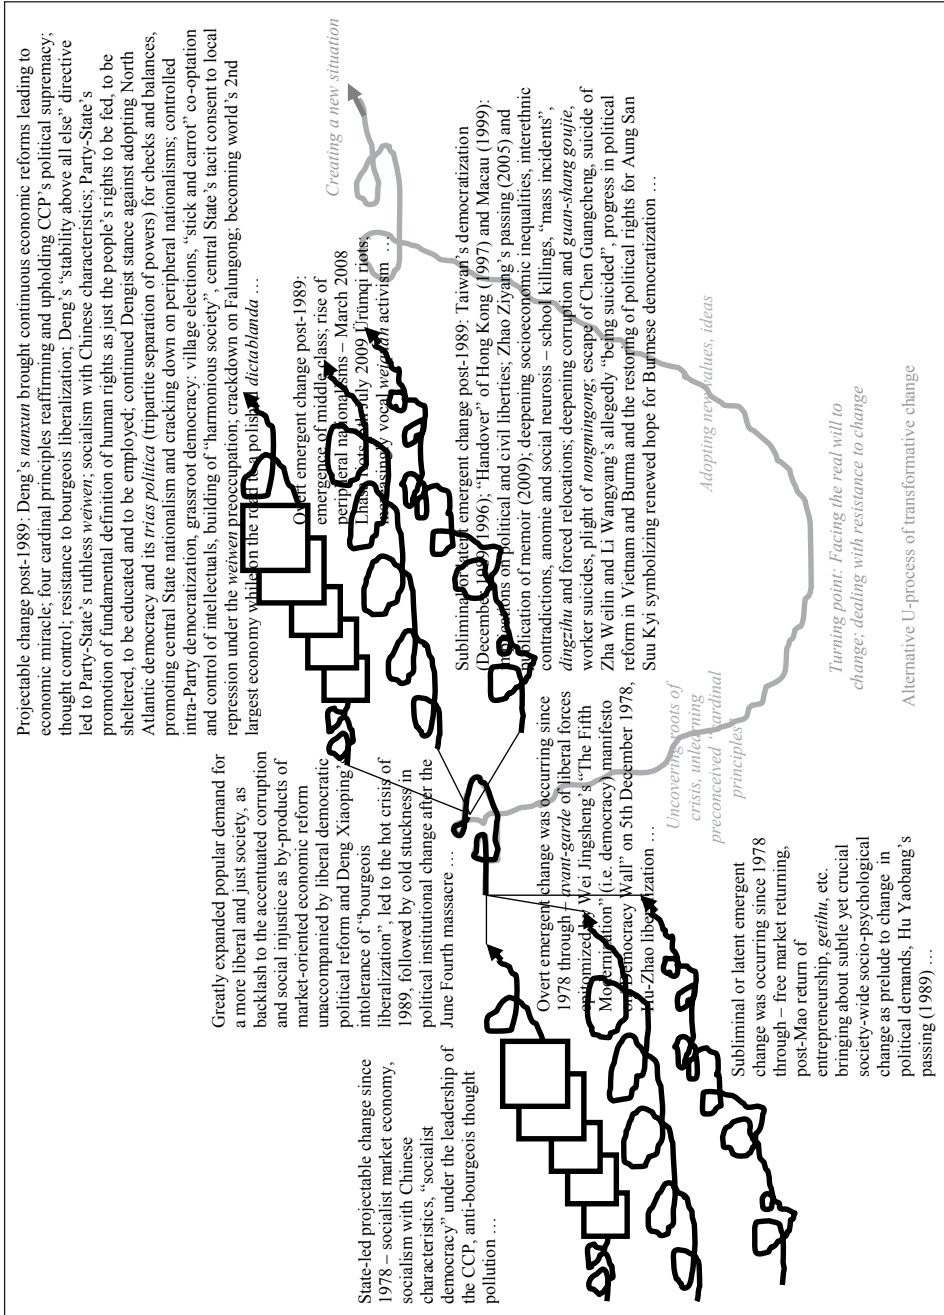 State-led projectable change since
1978 – socialist market economy,
socialism with Chinese
characteristics, “socialist
democracy” under the leadership of
the CCP, anti-bourgeois thought
pollution …
Greatly expanded popular demand for
a more liberal and just society, as
backlash to the accentuated corruption
and social injustice as by-products of
market-oriented economic reform
unaccompanied by liberal democratic
political reform and Deng Xiaoping’s
intolerance of “bourgeois
liberalization”, led to the hot crisis of
1989, followed by cold stuckness in
political institutional change after the
June Fourth massacre …
Projectable change post-1989: Deng’s nanxun brought continuous economic reforms leading to
economic miracle; four cardinal principles reaffirming and upholding CCP’s political supremacy;
thought control; resistance to bourgeois liberalization; Deng’s “stability above all else” directive
led to Party-State’s ruthless weiwen; socialism with Chinese characteristics; Party-State’s
promotion of fundamental definition of human rights as just the people’s rights to be fed, to be
sheltered, to be educated and to be employed; continued Dengist stance against adopting North
Atlantic democracy and its trias politica (tripartite separation of powers) for checks and balances,
promoting central State nationalism and cracking down on peripheral nationalisms; controlled
intra-Party democratization, grassroot democracy: village elections, “stick and carrot” co-optation
and control of intellectuals, building of “harmonious society”, central State’s tacit consent to local
repression under the weiwen preoccupation; crackdown on Falungong; becoming world’s 2nd
largest economy while on the road to a polished dictablanda …
Overt emergent change was occurring since
1978 through – avant-garde of liberal forces
epitomized by Wei Jingsheng’s “The Fifth
Modernization” (i.e. democracy) manifesto
on “Democracy Wall” on 5th December 1978,
Hu-Zhao liberalization …
Overt emergent change post-1989:
emergence of middle class; rise of
peripheral nationalisms – March 2008
Lhasa riots, 5th July 2009 Ürümqi riots;
increasingly vocal weiquan activism …
Creating a new situation
Subliminal or latent emergent change post-1989: Taiwan’s democratization
(December 1996); “Handover” of Hong Kong (1997) and Macau (1999):
implications on political and civil liberties; Zhao Ziyang’s passing (2005) and
publication of memoir (2009); deepening socioeconomic inequalities, interethnic
contradictions, anomie and social neurosis – school killings, “mass incidents”,
dingzihu and forced relocations; deepening corruption and guan-shang goujie,
worker suicides, plight of nongmingong; escape of Chen Guangcheng, suicide of
Zha Weilin and Li Wangyang’s allegedly “being suicided”, progress in political
reform in Vietnam and Burma and the restoring of political rights for Aung San
Suu Kyi symbolizing renewed hope for Burmese democratization …
Subliminal or latent emergent
change was occurring since 1978
through – free market returning,
post-Mao return of
entrepreneurship, getihu, etc.
bringing about subtle yet crucial
society-wide socio-psychological
change as prelude to change in
political demands, Hu Yaobang’s
passing (1989) …
Uncovering roots of
crisis, unlearning
preconceived “cardinal
principles”
Adopting new values, ideas
Turning point: Facing the real will to
change; dealing with resistance to change
Alternative U-process of transformative change